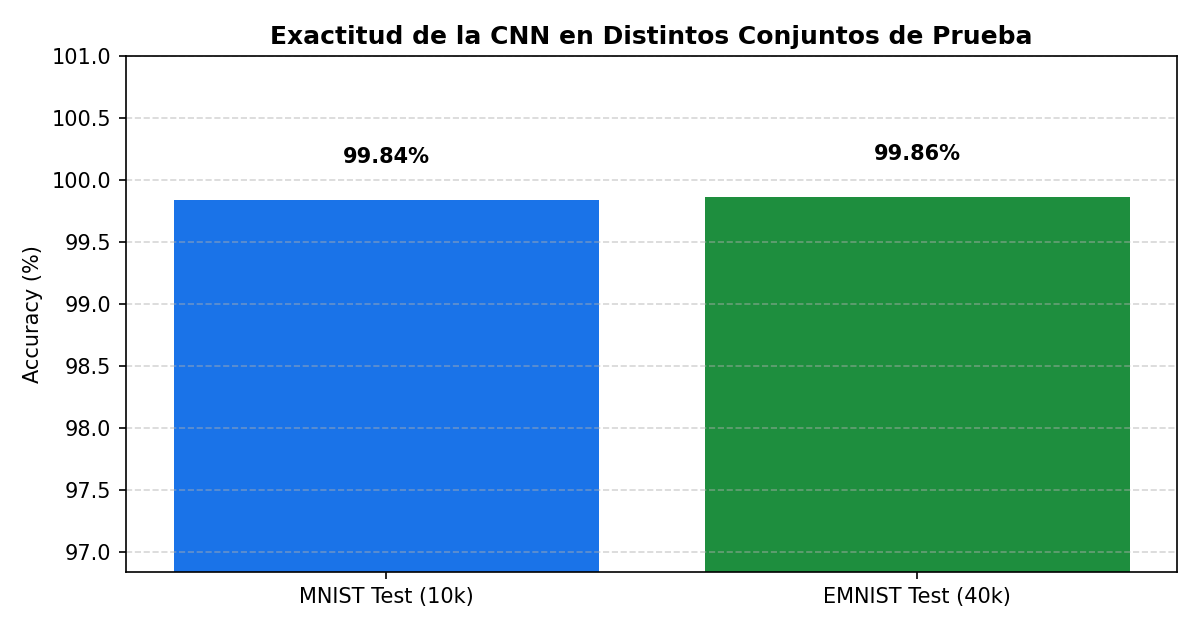 Exactitud de la CNN en Distintos Conjuntos de Prueba
Accuracy (%)
101.0
100.5
100.0
99.5
99.0
98.5
98.0
97.5
97.0
99.84%
99.86%
MNIST Test (10k)
EMNIST Test (40k)